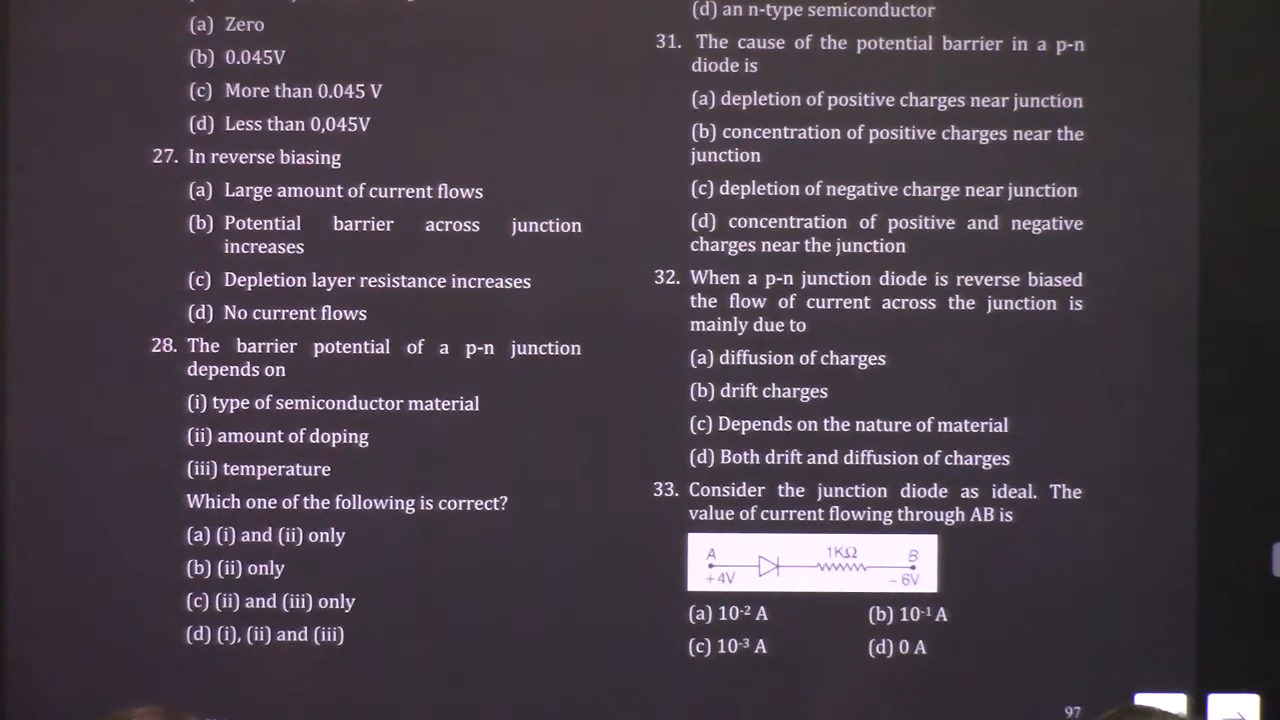 (a) Zero
(b) 0.045V
(c) More than 0.045 V
(d) Less than 0,045V
27. In reverse biasing
(a) Large amount of current flows
(b) Potential barrier across junction
increases
(c) Depletion layer resistance increases
(d) No current flows
28. The barrier potential of a p-n junction
depends on
(i) type of semiconductor material
(ii) amount of doping
(iii) temperature
Which one of the following is correct?
(a) (i) and (ii) only
(b) (ii) only
(c) (ii) and (iii) only
(d) (i), (ii) and (iii)
(d) an n-type semiconductor
31. The cause of the potential barrier in a p-n
diode is
(a) depletion of positive charges near junction
(b) concentration of positive charges near the
junction
(c) depletion of negative charge near junction
(d) concentration of positive and negative
charges near the junction
32. When a p-n junction diode is reverse biased
the flow of current across the junction is
mainly due to
(a) diffusion of charges
(b) drift charges
(c) Depends on the nature of material
(d) Both drift and diffusion of charges
33. Consider the junction diode as ideal. The
value of current flowing through AB is
A 1KΩ B
+4V - 6V
(a) 10⁻² A (b) 10⁻¹ A
(c) 10⁻³ A (d) 0 A
97